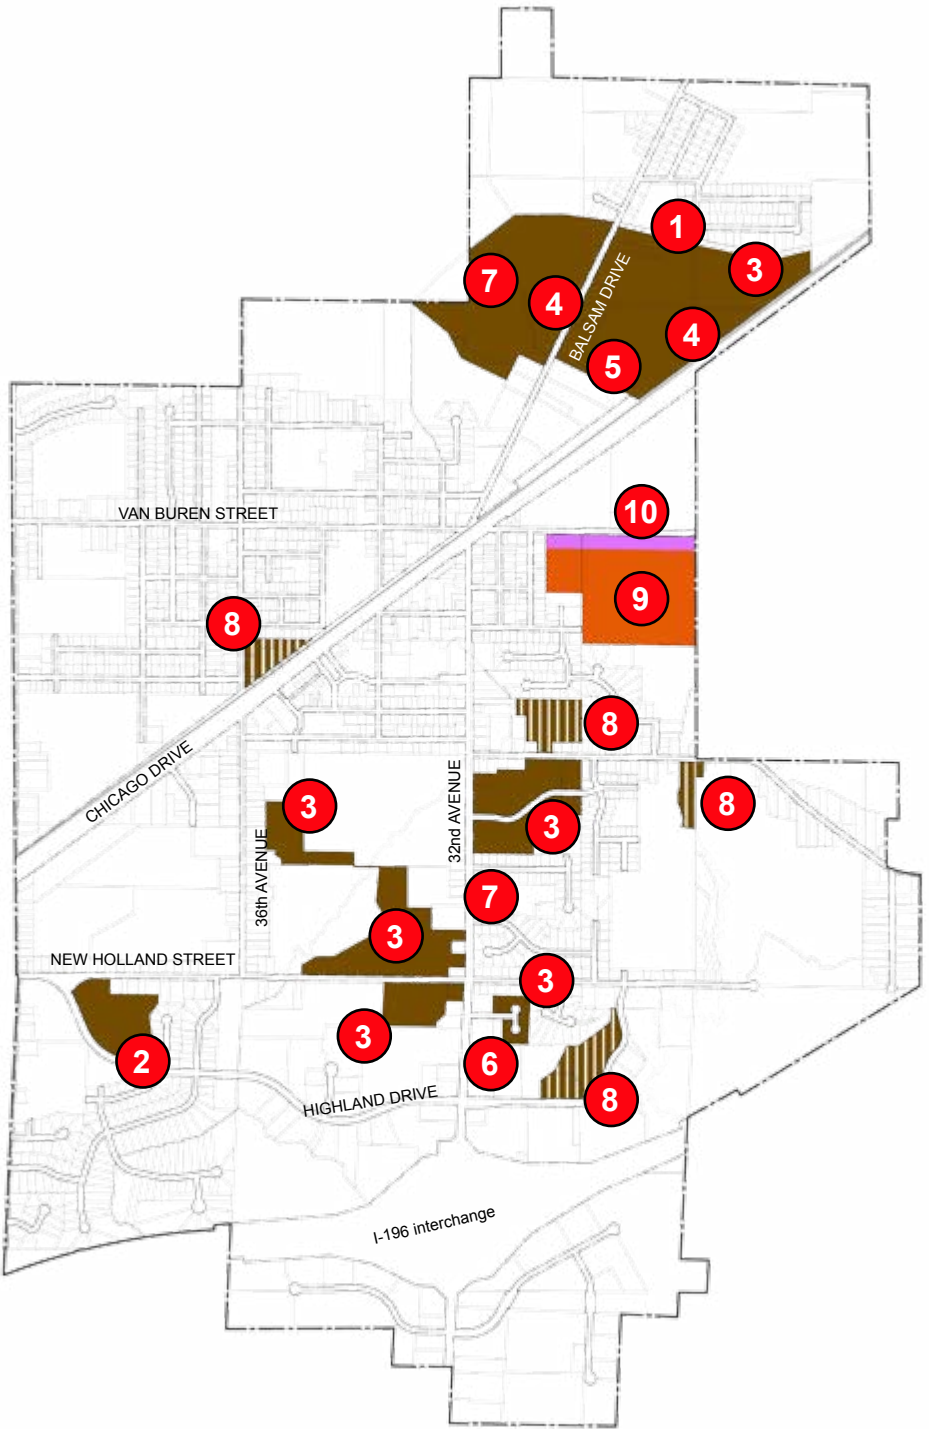 1
3
7
4
BALSAM DRIVE
4
5
VAN BUREN STREET
10
9
8
8
CHICAGO DRIVE
32nd AVENUE
3
8
3
36th AVENUE
7
3
NEW HOLLAND STREET
3
3
2
6
HIGHLAND DRIVE
8
I-196 interchange